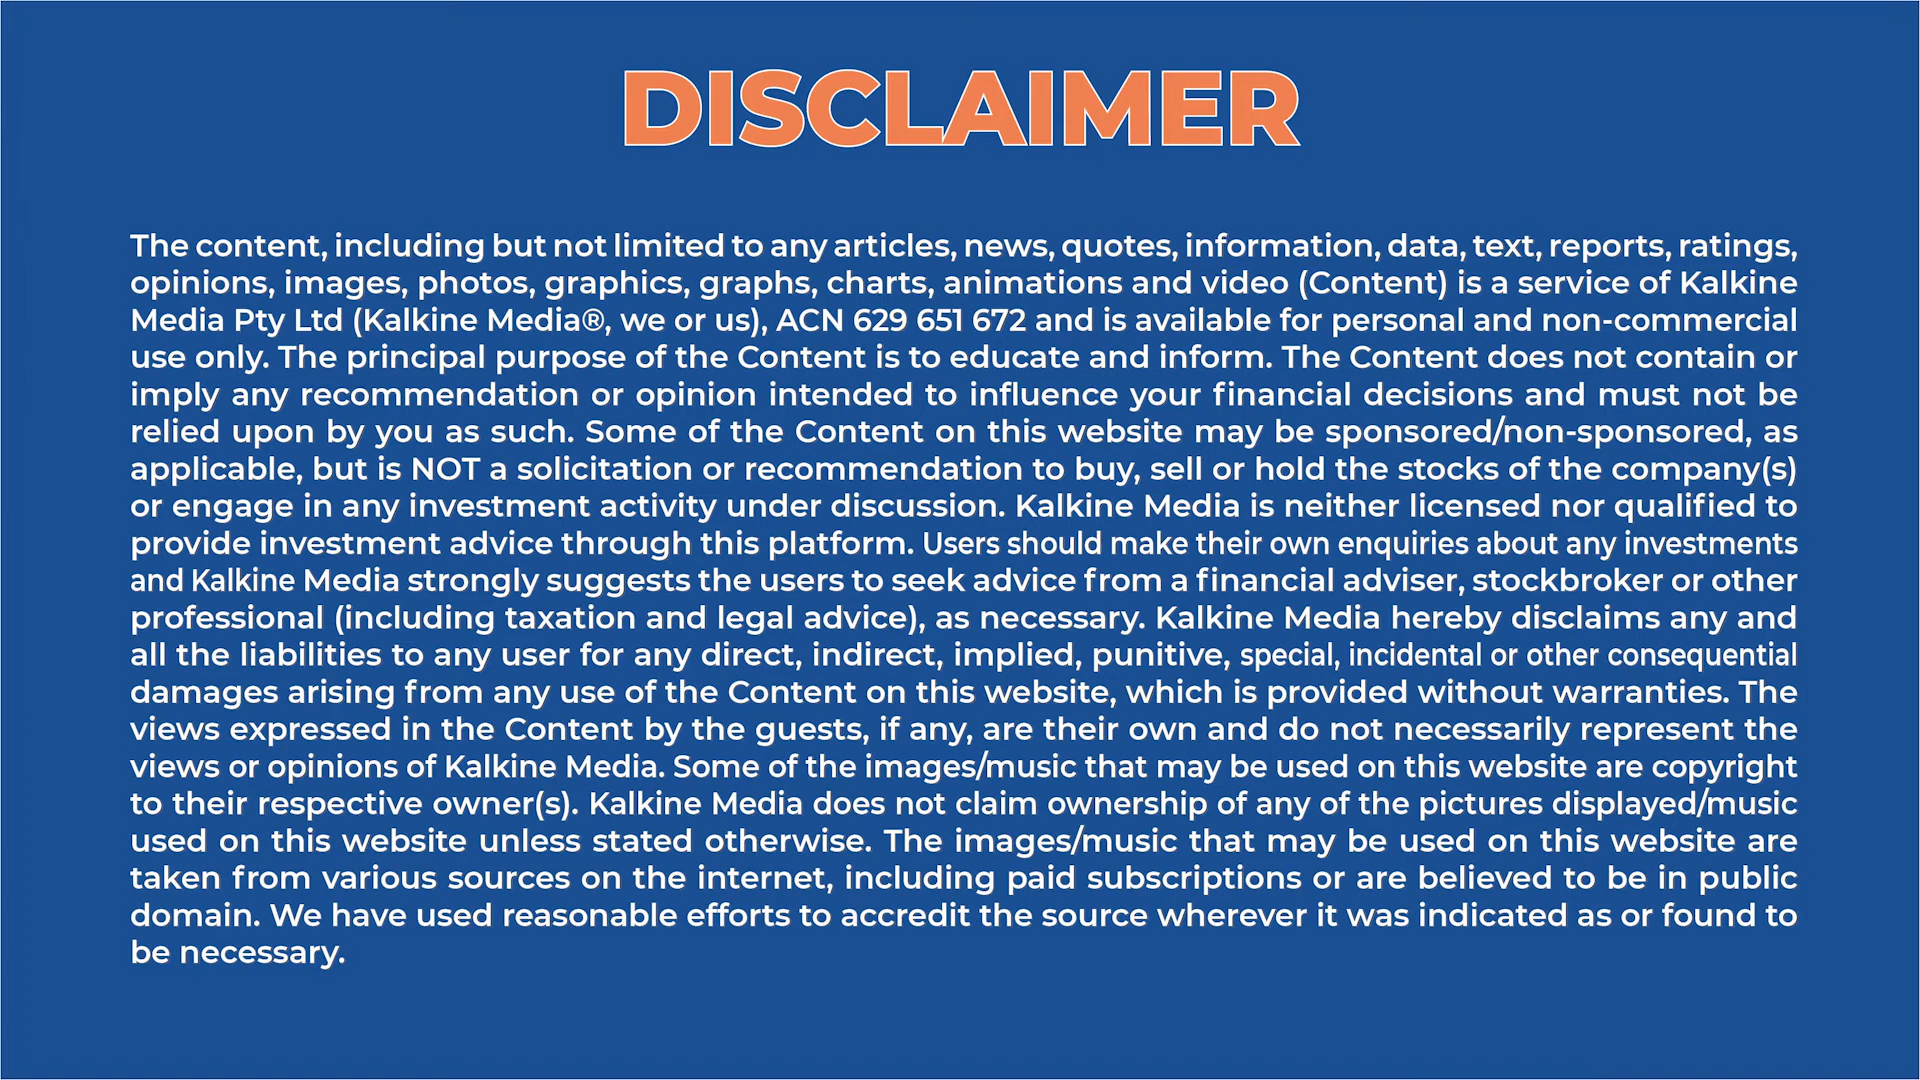 DISCLAIMER
The content, including but not limited to any articles, news, quotes, information, data, text, reports, ratings,
opinions, images, photos, graphics, graphs, charts, animations and video (Content) is a service of Kalkine
Media Pty Ltd (Kalkine Media®, we or us), ACN 629 651 672 and is available for personal and non-commercial
use only. The principal purpose of the Content is to educate and inform. The Content does not contain or
imply any recommendation or opinion intended to influence your financial decisions and must not be
relied upon by you as such. Some of the Content on this website may be sponsored/non-sponsored, as
applicable, but is NOT a solicitation or recommendation to buy, sell or hold the stocks of the company(s)
or engage in any investment activity under discussion. Kalkine Media is neither licensed nor qualified to
provide investment advice through this platform. Users should make their own enquiries about any investments
and Kalkine Media strongly suggests the users to seek advice from a financial adviser, stockbroker or other
professional (including taxation and legal advice), as necessary. Kalkine Media hereby disclaims any and
all the liabilities to any user for any direct, indirect, implied, punitive, special, incidental or other consequential
damages arising from any use of the Content on this website, which is provided without warranties. The
views expressed in the Content by the guests, if any, are their own and do not necessarily represent the
views or opinions of Kalkine Media. Some of the images/music that may be used on this website are copyright
to their respective owner(s). Kalkine Media does not claim ownership of any of the pictures displayed/music
used on this website unless stated otherwise. The images/music that may be used on this website are
taken from various sources on the internet, including paid subscriptions or are believed to be in public
domain. We have used reasonable efforts to accredit the source wherever it was indicated as or found to
be necessary.